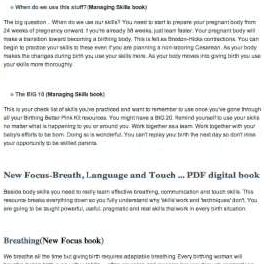 When do we use this stuff?(Managing Skills book)
The big question .. When do we use our skills? You need to start to prepare your pregnant body from
24 weeks of pregnancy onward. If you're already 38 weeks, just learn faster. Your pregnant body will
make a transition toward becoming a birthing body. This is felt as Braxton-Hicks contractions. You can
begin to practice your skills to these even if you are planning a non-laboring Cesarean. As your body
makes the changes during birth you use your skills more. As your body moves into giving birth you use
your skills more thoroughly.
The BIG 10 (Managing Skills book)
This is your check list of skills you've practiced and want to remember to use once you've gone through
all your Birthing Better Pink Kit resources. You might have a BIG 20. Remind yourself to use your skills
no matter what is happening to you or around you. Work together as a team. Work together with your
baby's efforts to be born. Doing so is wonderful. You can't replay your birth the next day so don't miss
your opportunity to be skilled parents.
New Focus-Breath, Language and Touch ... PDF digital book
Beside body skills you need to really learn effective breathing, communication and touch skills. This
resource breaks everything down so you fully understand why 'skills work and 'techniques' don't. You
are going to be taught powerful, useful, pragmatic and real skills that work in every birth situation.
Breathing(New Focus book)
We breathe all the time but giving birth requires adaptable breathing. Every birthing woman will